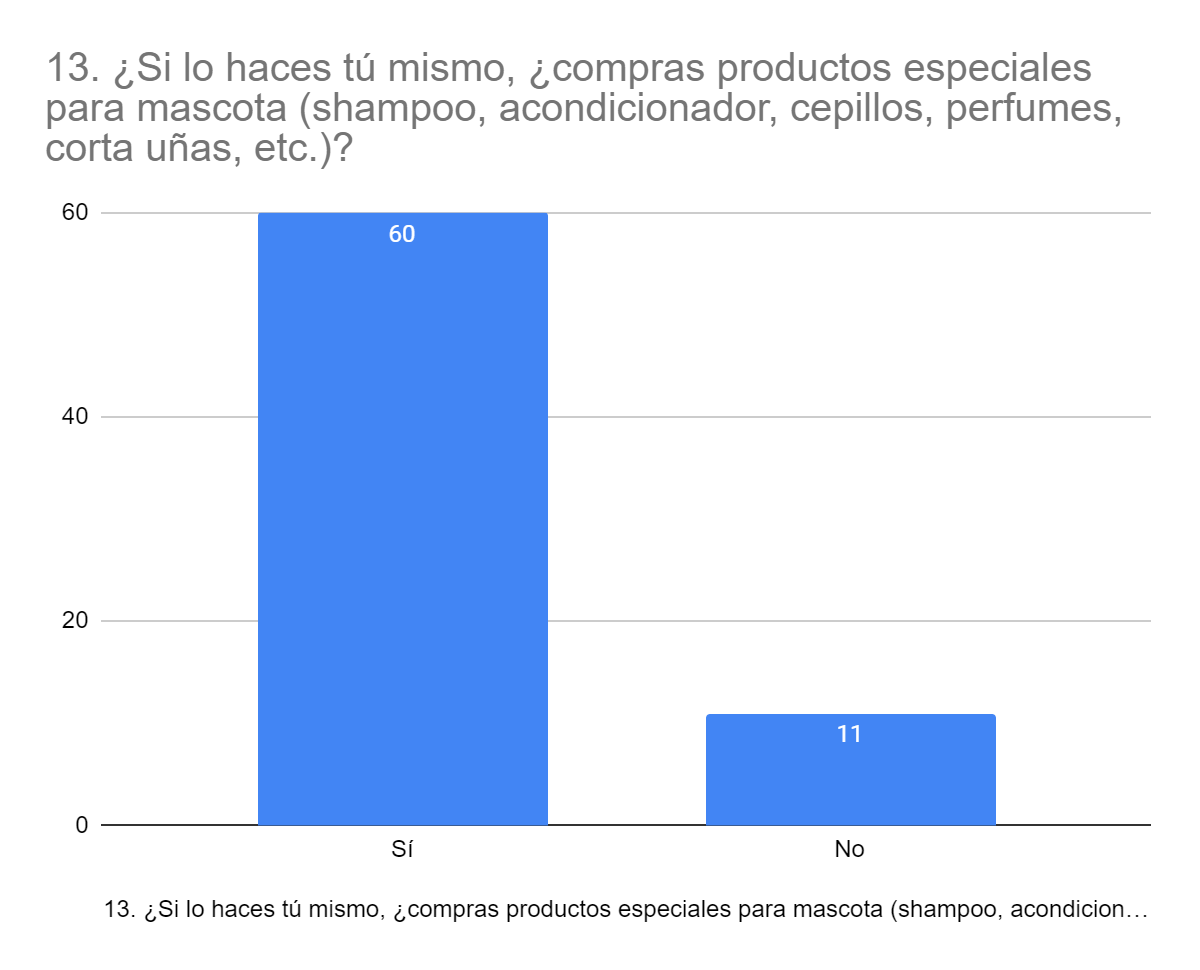 13. ¿Si lo haces tú mismo, ¿compras productos especiales
para mascota (shampoo, acondicionador, cepillos, perfumes,
corta uñas, etc.)?
60
60
40
20
11
0
Sí
No
13. ¿Si lo haces tú mismo, ¿compras productos especiales para mascota (shampoo, acondicion…